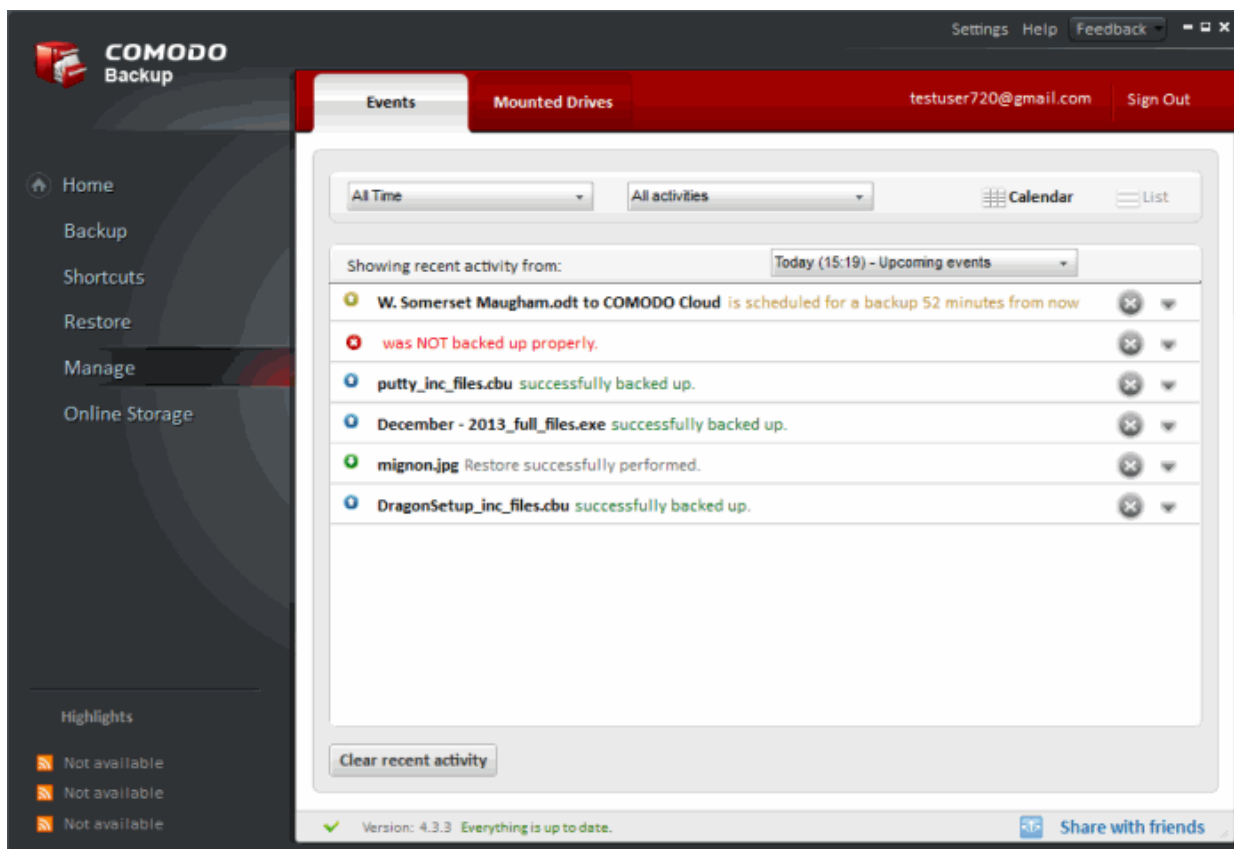 Settings Help Feedback
COMODO
Backup
Events Mounted Drives testuser720@gmail.com Sign Out
Home
Backup
Shortcuts
Restore
Manage
Online Storage
All Time All activities Calendar List
Showing recent activity from: Today (15:19) - Upcoming events
W. Somerset Maugham.odt to COMODO Cloud is scheduled for a backup 52 minutes from now
was NOT backed up properly.
putty_inc_files.cbu successfully backed up.
December - 2013_full_files.exe successfully backed up.
mignon.jpg Restore successfully performed.
DragonSetup_inc_files.cbu successfully backed up.
Highlights
Not available
Not available
Not available
Clear recent activity
Version: 4.3.3 Everything is up to date. Share with friends